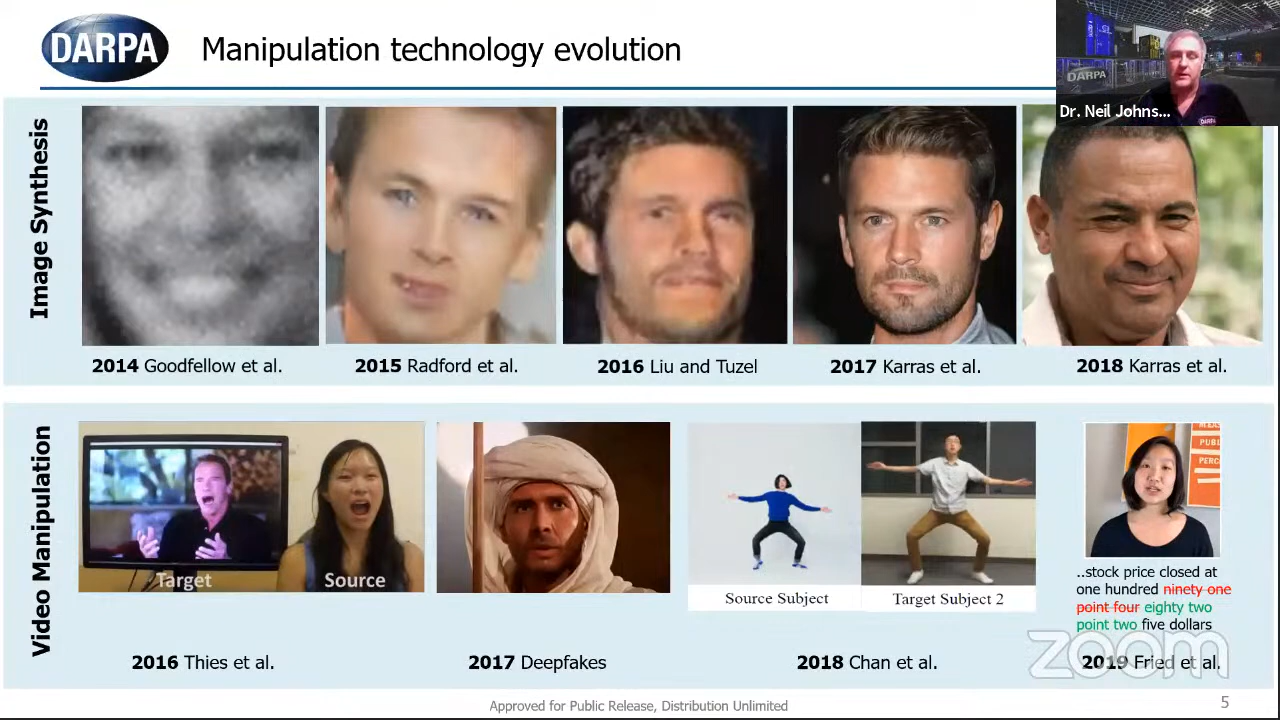 DARPA
Manipulation technology evolution
DARPA
DARPA
Dr. Neil Johns...
Image Synthesis
2014 Goodfellow et al.
2015 Radford et al.
2016 Liu and Tuzel
2017 Karras et al.
2018 Karras et al.
Video Manipulation
Target
Source
Source Subject
Target Subject 2
PUBL
PERC
..stock price closed at
one hundred ninety one
point four eighty two
point two five dollars
2016 Thies et al.
2017 Deepfakes
2018 Chan et al.
2019 Fried et al.
zoom
Approved for Public Release, Distribution Unlimited
5